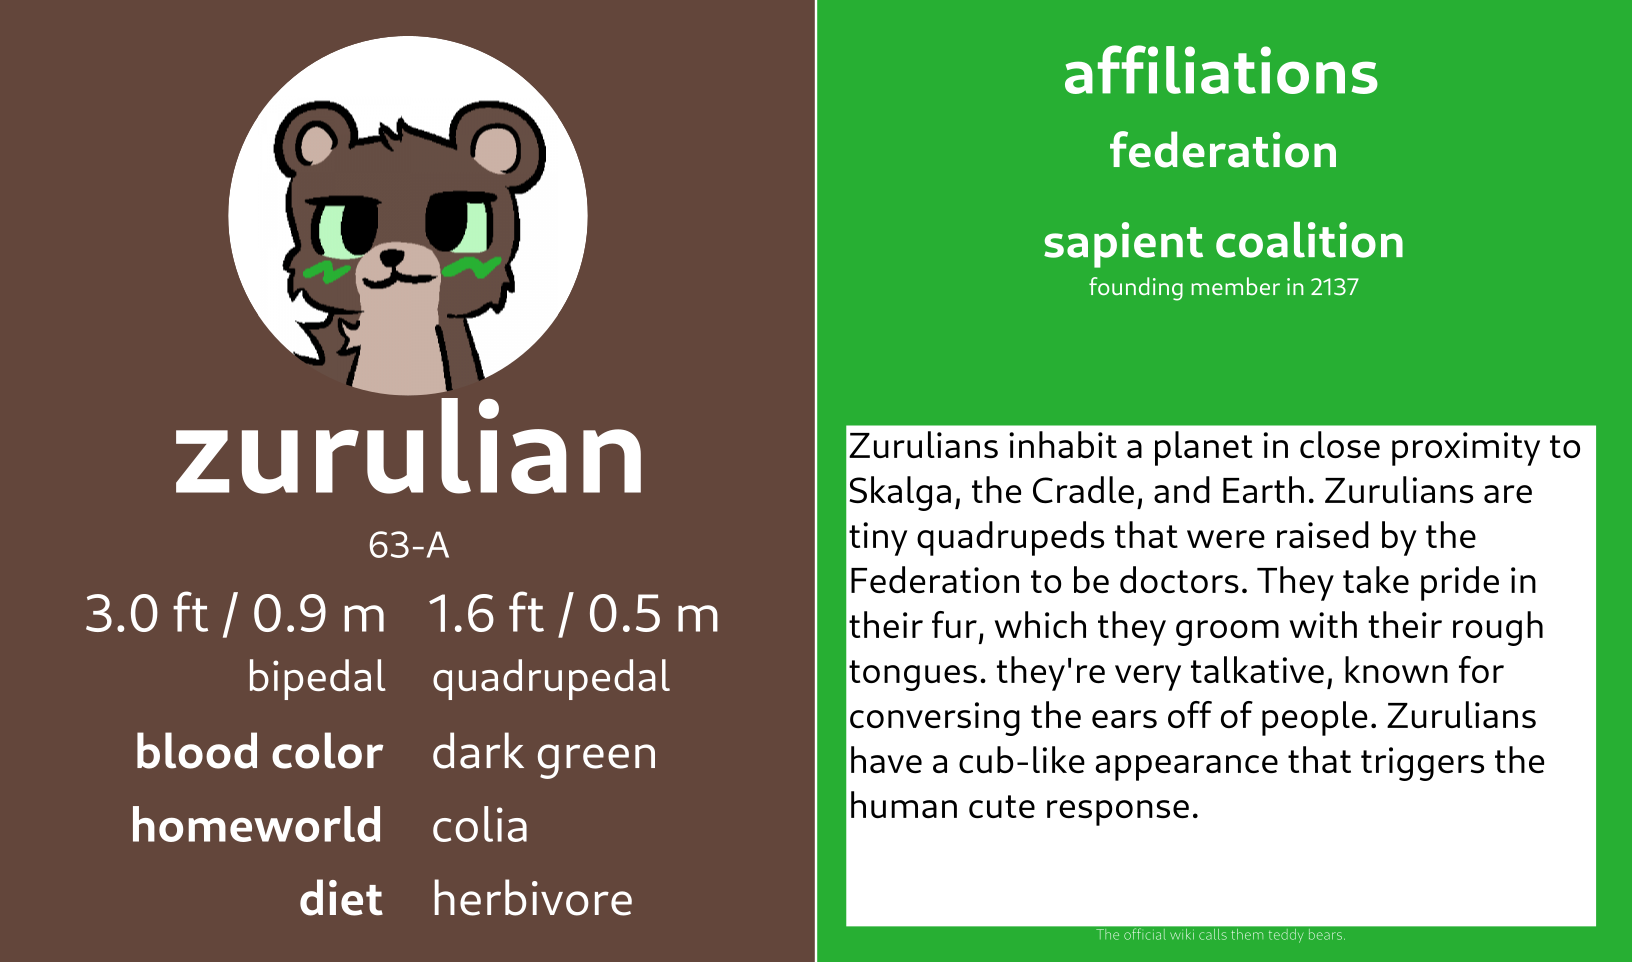 zurulian
63-A
3.0 ft / 0.9 m 1.6 ft / 0.5 m
bipedal quadrupedal
blood color dark green
homeworld colia
diet herbivore
affiliations
federation
sapient coalition
founding member in 2137
Zurulians inhabit a planet in close proximity to
Skalga, the Cradle, and Earth. Zurulians are
tiny quadrupeds that were raised by the
Federation to be doctors. They take pride in
their fur, which they groom with their rough
tongues. they're very talkative, known for
conversing the ears off of people. Zurulians
have a cub-like appearance that triggers the
human cute response.
The official wiki calls them teddy bears.